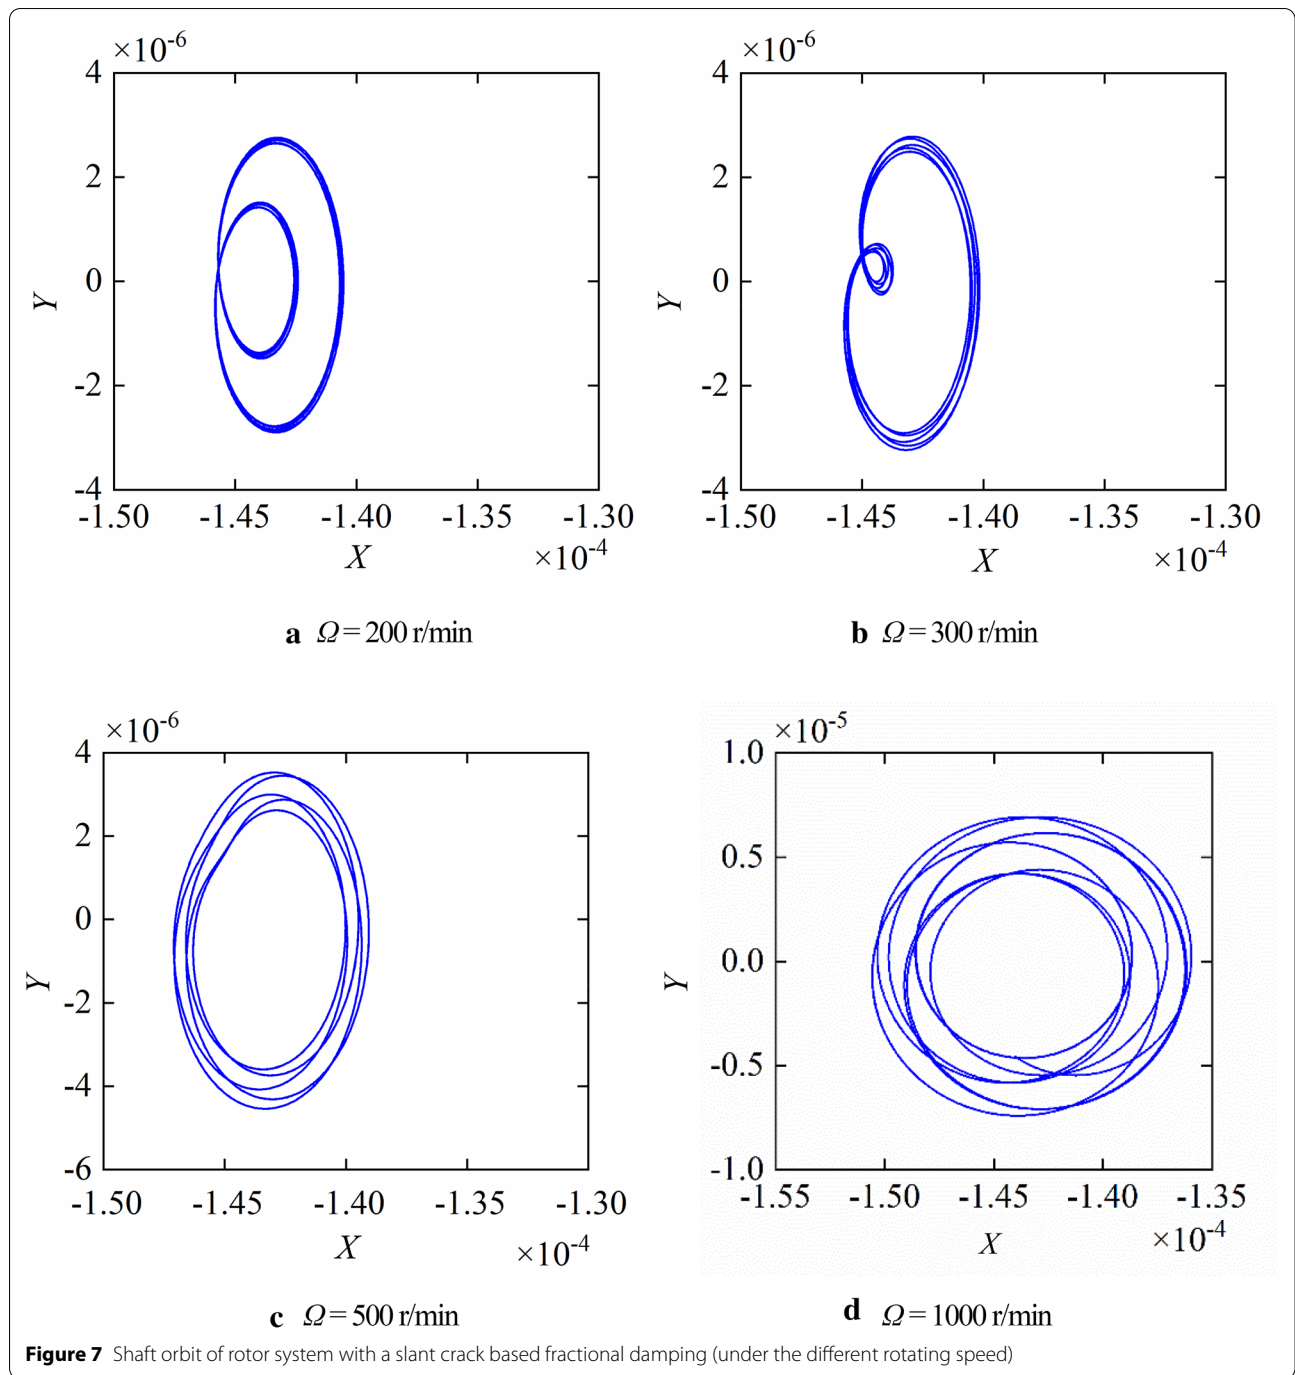 ×10-6
4
2
0
-2
-4
Y
-1.50 -1.45 -1.40 -1.35 -1.30
X
×10-4
a Ω = 200 r/min
×10-6
4
2
0
-2
-4
Y
-1.50 -1.45 -1.40 -1.35 -1.30
X
×10-4
b Ω = 300 r/min
×10-6
4
2
0
-2
-4
-6
Y
-1.50 -1.45 -1.40 -1.35 -1.30
X
×10-4
c Ω = 500 r/min
×10-5
1.0
0.5
0.0
-0.5
-1.0
Y
-1.55 -1.50 -1.45 -1.40 -1.35
X
×10-4
d Ω = 1000 r/min
Figure 7 Shaft orbit of rotor system with a slant crack based fractional damping (under the different rotating speed)